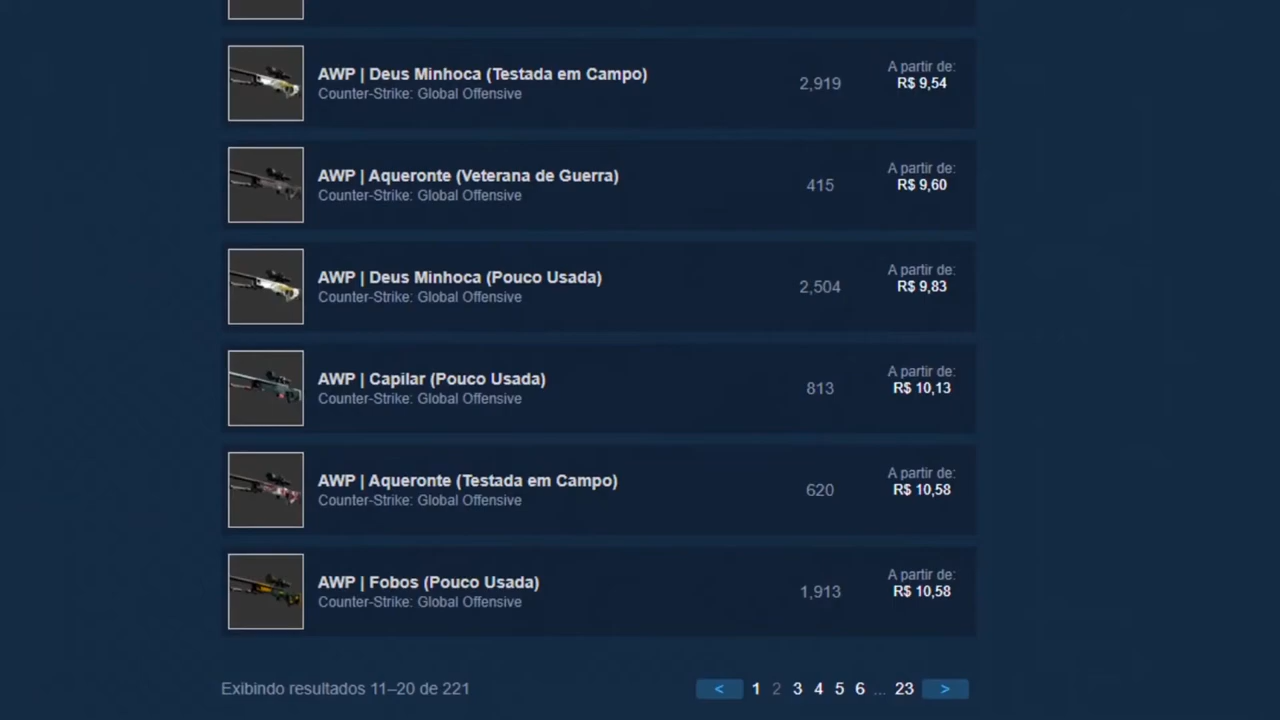 AWP | Deus Minhoca (Testada em Campo)
Counter-Strike: Global Offensive
2,919
A partir de:
R$ 9,54
AWP | Aqueronte (Veterana de Guerra)
Counter-Strike: Global Offensive
415
A partir de:
R$ 9,60
AWP | Deus Minhoca (Pouco Usada)
Counter-Strike: Global Offensive
2,504
A partir de:
R$ 9,83
AWP | Capilar (Pouco Usada)
Counter-Strike: Global Offensive
813
A partir de:
R$ 10,13
AWP | Aqueronte (Testada em Campo)
Counter-Strike: Global Offensive
620
A partir de:
R$ 10,58
AWP | Fobos (Pouco Usada)
Counter-Strike: Global Offensive
1,913
A partir de:
R$ 10,58
Exibindo resultados 11–20 de 221
< 1 2 3 4 5 6 ... 23 >